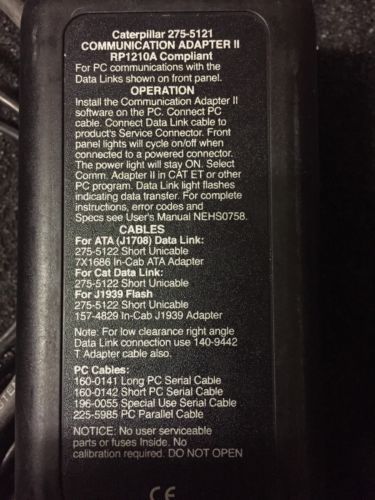 Caterpillar 275-5121
COMMUNICATION ADAPTER II
RP1210A Compliant
For PC communications with the
Data Links shown on front panel.
OPERATION
Install the Communication Adapter II
software on the PC. Connect PC
cable. Connect Data Link cable to
product's Service Connector. Front
panel lights will cycle on/off when
connected to a powered connector.
The power light will stay ON. Select
Comm. Adapter II in CAT ET or other
PC program. Data Link light flashes
indicating data transfer. For complete
instructions, error codes and
Specs see User's Manual NEHS0758.
CABLES
For ATA (J1708) Data Link:
275-5122 Short Unicable
7X1686 In-Cab ATA Adapter
For Cat Data Link:
275-5122 Short Unicable
For J1939 Flash
275-5122 Short Unicable
157-4829 In-Cab J1939 Adapter
Note: For low clearance right angle
Data Link connection use 140-9442
T Adapter cable also.
PC Cables:
160-0141 Long PC Serial Cable
160-0142 Short PC Serial Cable
196-0055 Special Use Serial Cable
225-5985 PC Parallel Cable
NOTICE: No user serviceable
parts or fuses Inside. No
calibration required. DO NOT OPEN
CE